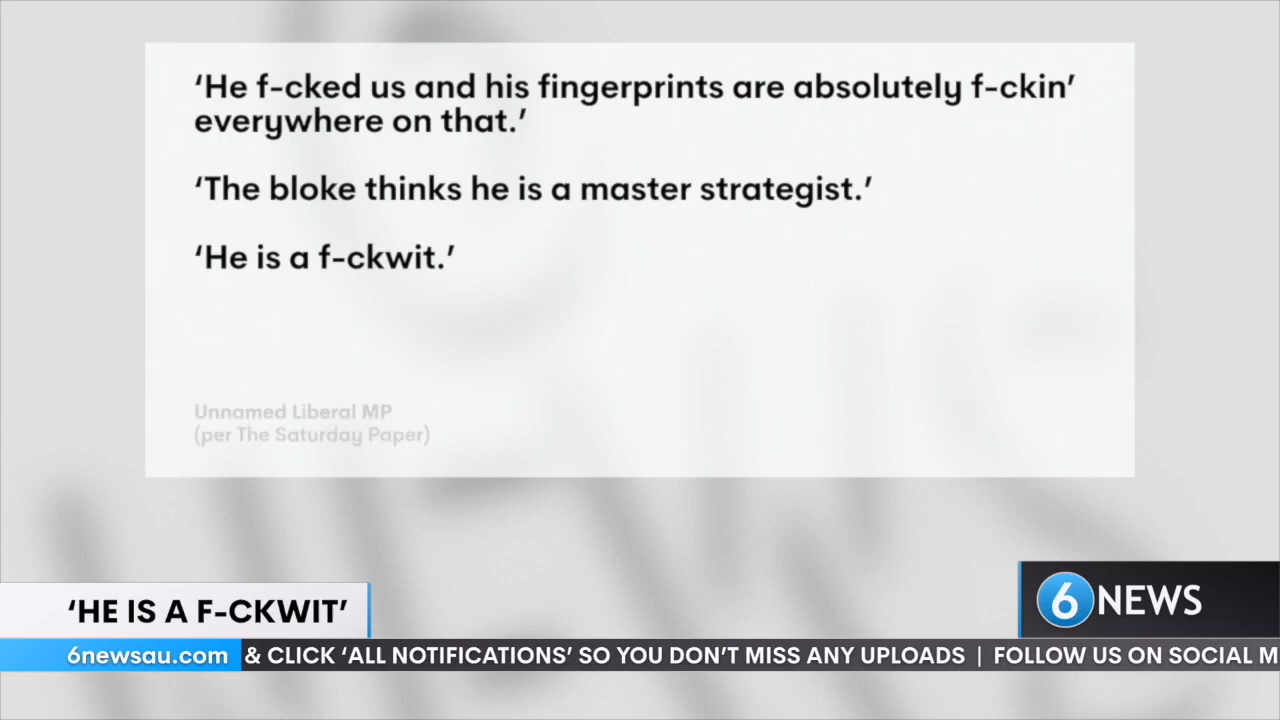 ‘He f-cked us and his fingerprints are absolutely f-ckin’
everywhere on that.’
‘The bloke thinks he is a master strategist.’
‘He is a f-ckwit.’
Unnamed Liberal MP
(per The Saturday Paper)
‘HE IS A F-CKWIT’
6 NEWS
6newsau.com & CLICK ‘ALL NOTIFICATIONS’ SO YOU DON’T MISS ANY UPLOADS | FOLLOW US ON SOCIAL M